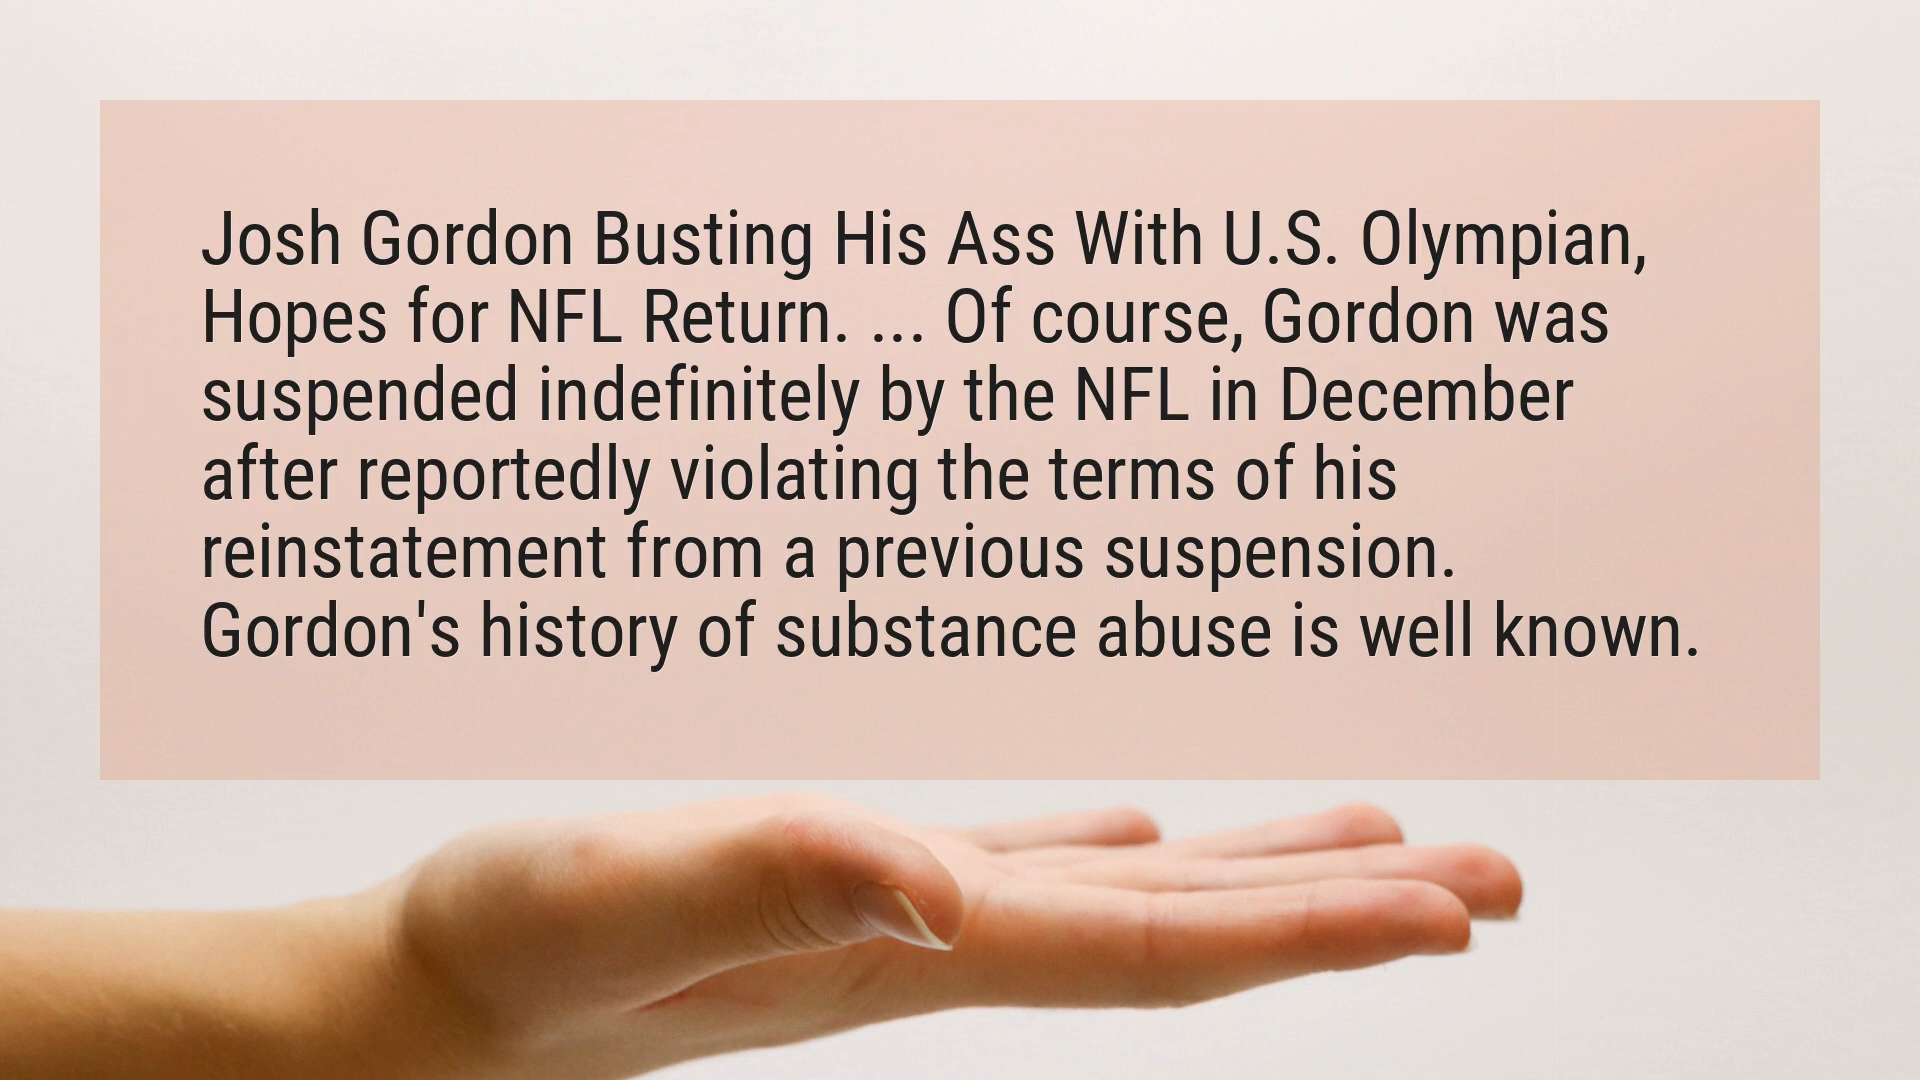 Josh Gordon Busting His Ass With U.S. Olympian,
Hopes for NFL Return. ... Of course, Gordon was
suspended indefinitely by the NFL in December
after reportedly violating the terms of his
reinstatement from a previous suspension.
Gordon's history of substance abuse is well known.